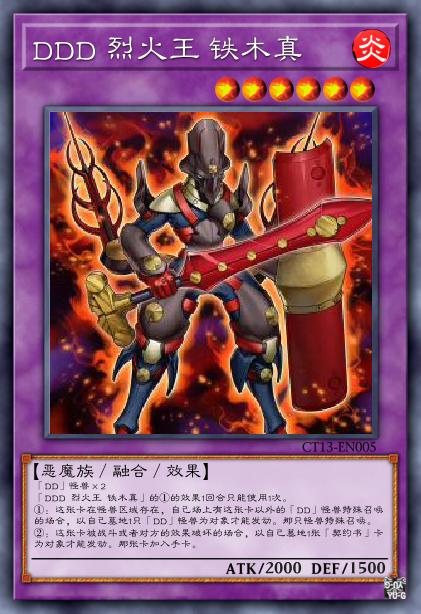 DDD 烈火王 铁木真
炎
CT13-EN005
【恶魔族／融合／效果】
「DD」怪兽×2
「DDD 烈火王 铁木真」的①的效果1回合只能使用1次。
①：这张卡在怪兽区域存在，自己场上有这张卡以外的「DD」怪兽特殊召唤
的场合，以自己墓地1只「DD」怪兽为对象才能发动。那只怪兽特殊召唤。
②：这张卡被战斗或者对方的效果破坏的场合，以自己墓地1张「契约书」卡
为对象才能发动。那张卡加入手卡。
ATK/2000 DEF/1500